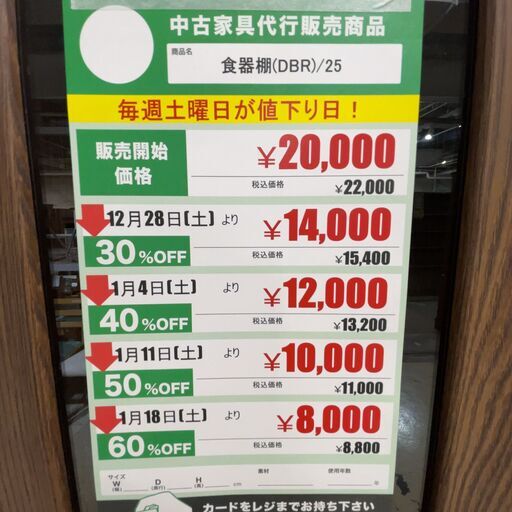 中古家具代行販売商品
商品名
食器棚(DBR)/25
毎週土曜日が値下り日！
販売開始
価格
¥20,000
税込価格 ¥22,000
12月28日(土) より ¥14,000
30%OFF 税込価格 ¥15,400
1月4日(土) より ¥12,000
40%OFF 税込価格 ¥13,200
1月11日(土) より ¥10,000
50%OFF 税込価格 ¥11,000
1月18日(土) より ¥8,000
60%OFF 税込価格 ¥8,800
サイズ 素材 使用年数
W(幅) D(奥行) H(高) cm 年
カードをレジまでお持ち下さい